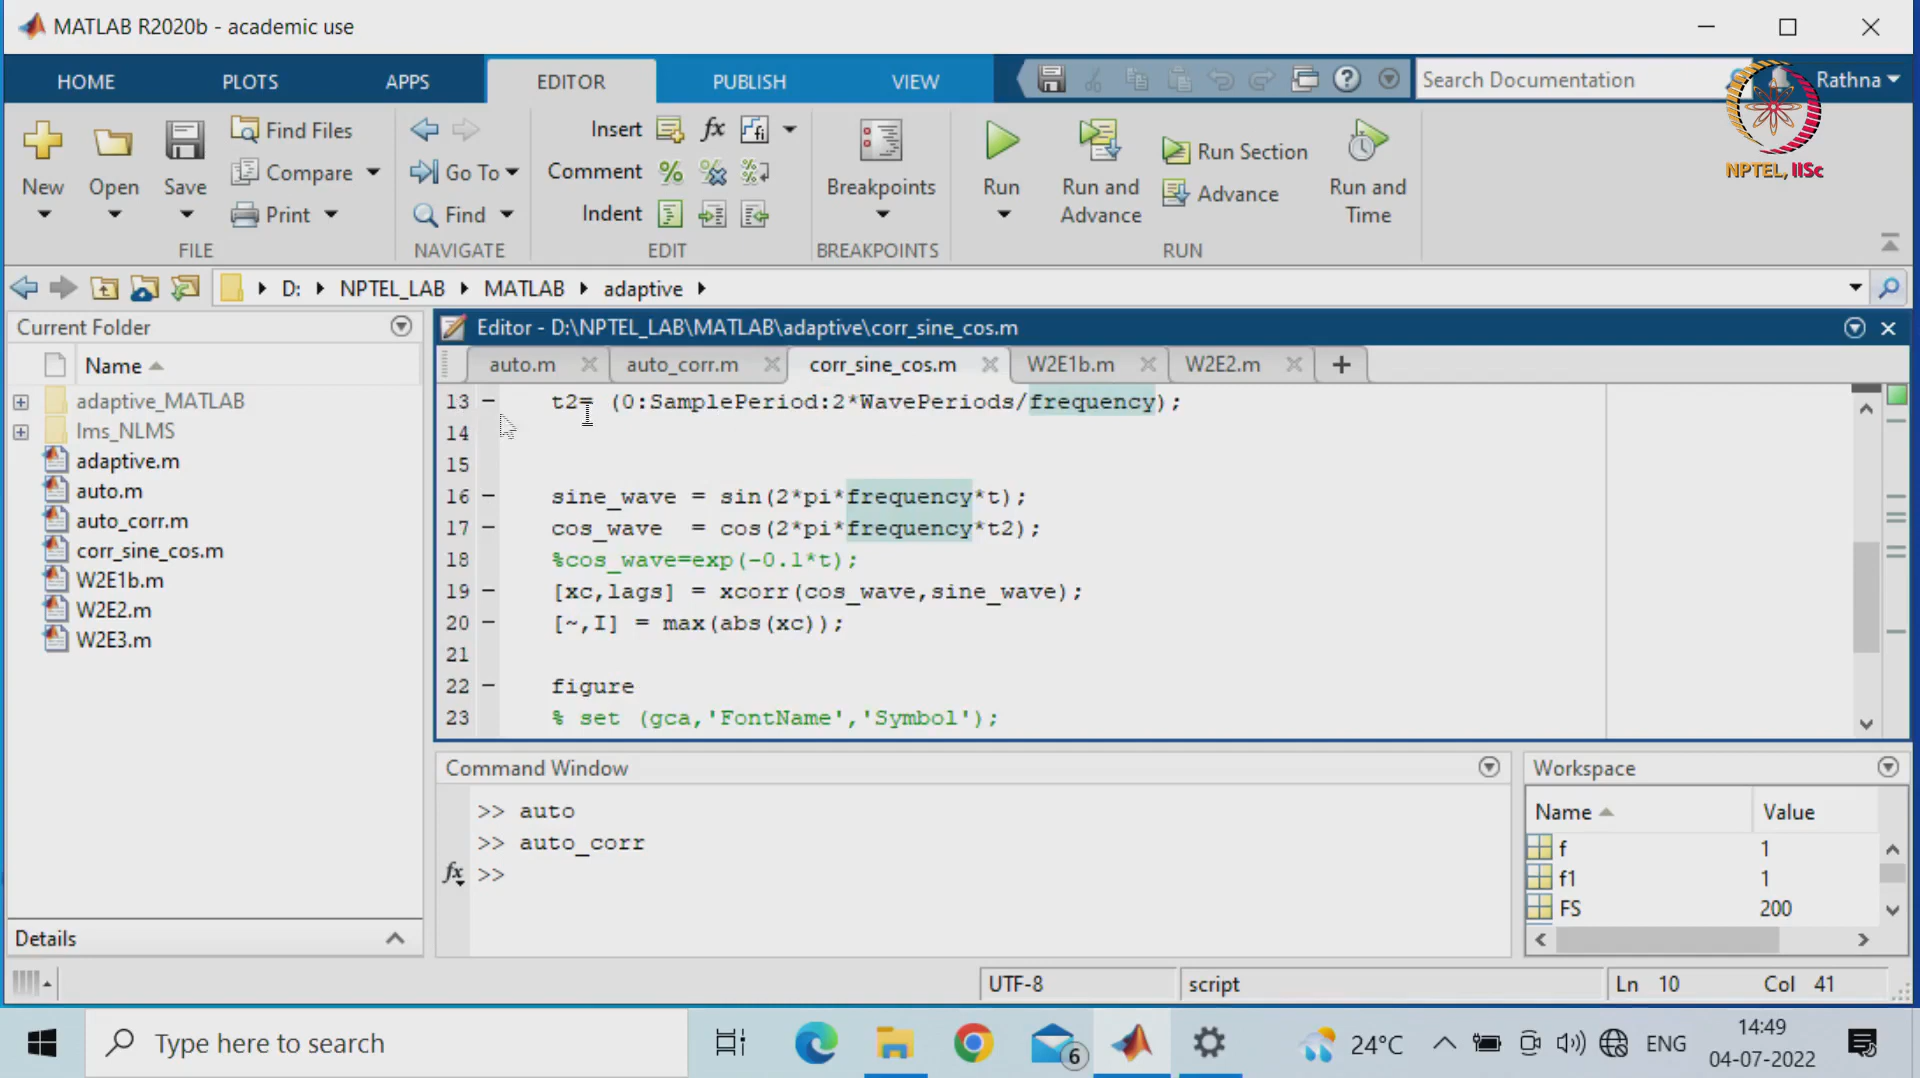 MATLAB R2020b - academic use
HOME PLOTS APPS EDITOR PUBLISH VIEW Search Documentation Rathna
NPTEL, IISc
New Open Save Find Files Compare Print FILE
Go To Find NAVIGATE
Insert fx Comment Indent EDIT
Breakpoints BREAKPOINTS
Run Run and Advance Run Section Advance Run and Time RUN
D: NPTEL_LAB MATLAB adaptive
Current Folder
Name
adaptive_MATLAB
lms_NLMS
adaptive.m
auto.m
auto_corr.m
corr_sine_cos.m
W2E1b.m
W2E2.m
W2E3.m
Details
Editor - D:\NPTEL_LAB\MATLAB\adaptive\corr_sine_cos.m
auto.m auto_corr.m corr_sine_cos.m W2E1b.m W2E2.m
13 t2= (0:SamplePeriod:2*WavePeriods/frequency);
14
15
16 sine_wave = sin(2*pi*frequency*t);
17 cos_wave  = cos(2*pi*frequency*t2);
18 %cos_wave=exp(-0.1*t);
19 [xc,lags] = xcorr(cos_wave,sine_wave);
20 [~,I] = max(abs(xc));
21
22 figure
23 % set (gca,'FontName','Symbol');
Command Window
>> auto
>> auto_corr
fx >>
Workspace
Name Value
f 1
f1 1
FS 200
UTF-8 script Ln 10 Col 41
Type here to search 6 24°C ENG 14:49
04-07-2022